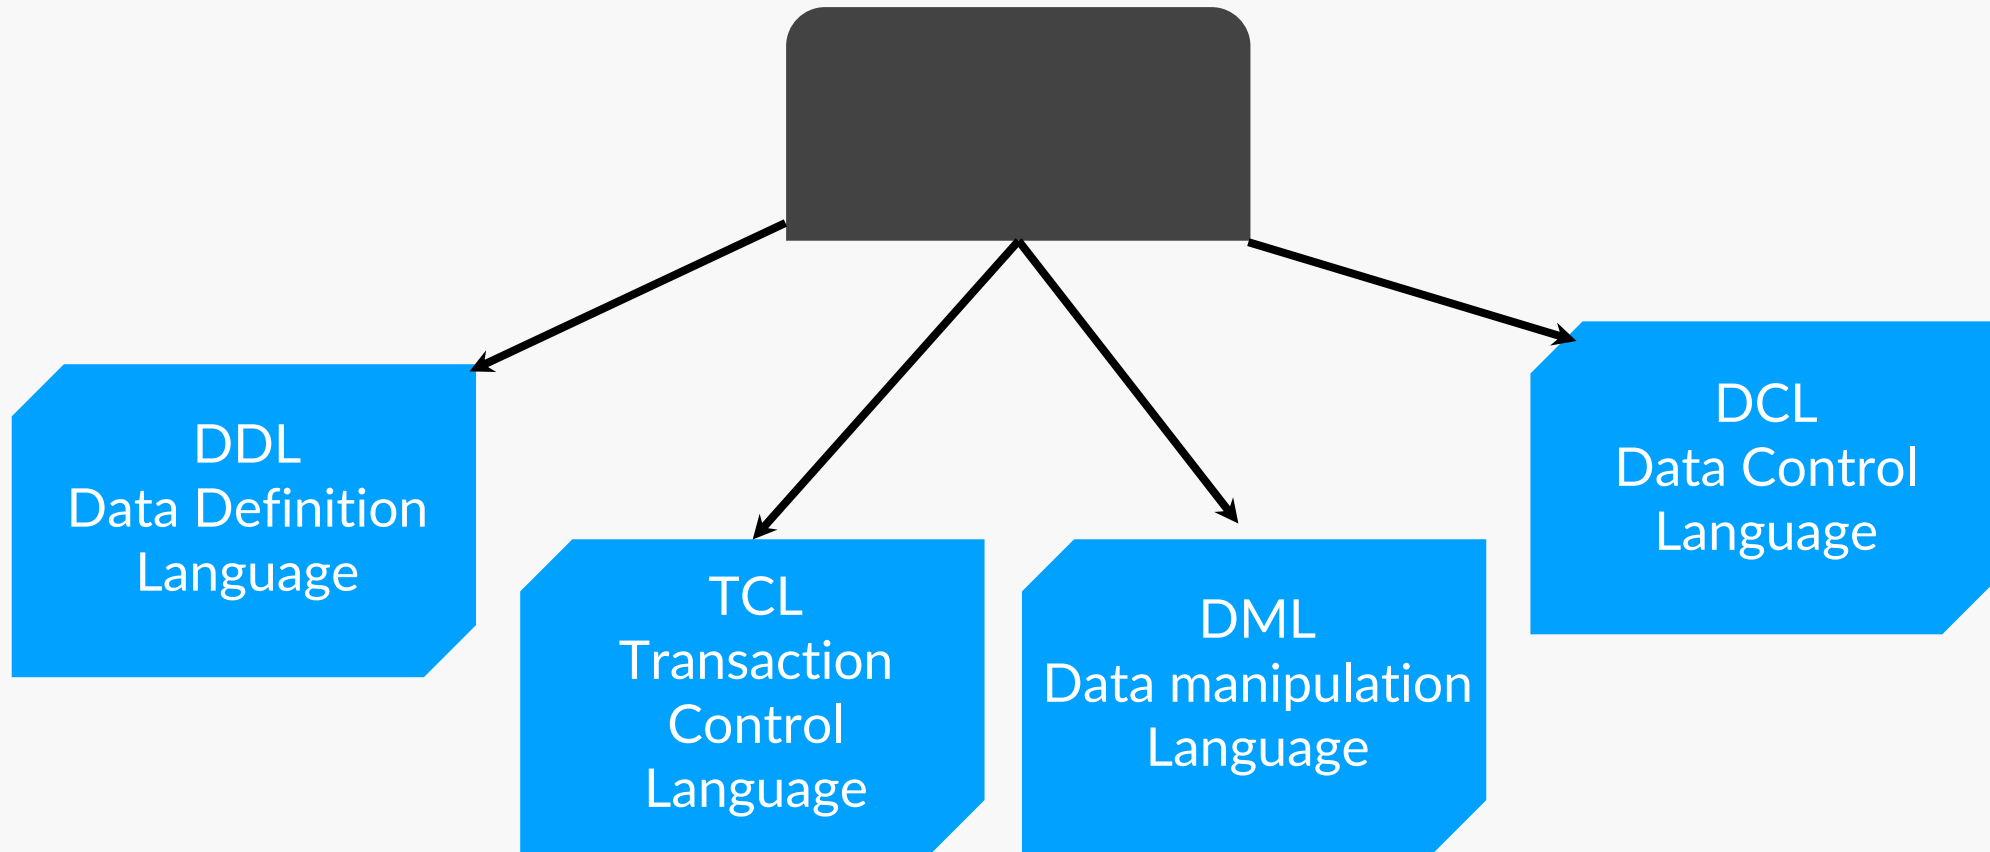 DDL
Data Definition
Language
TCL
Transaction
Control
Language
DML
Data manipulation
Language
DCL
Data Control
Language